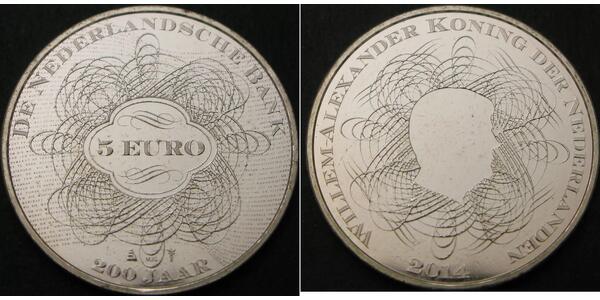 DE NEDERLANDSCHE BANK
5 EURO
200 JAAR
WILLEM-ALEXANDER KONING DER NEDERLANDEN
2014